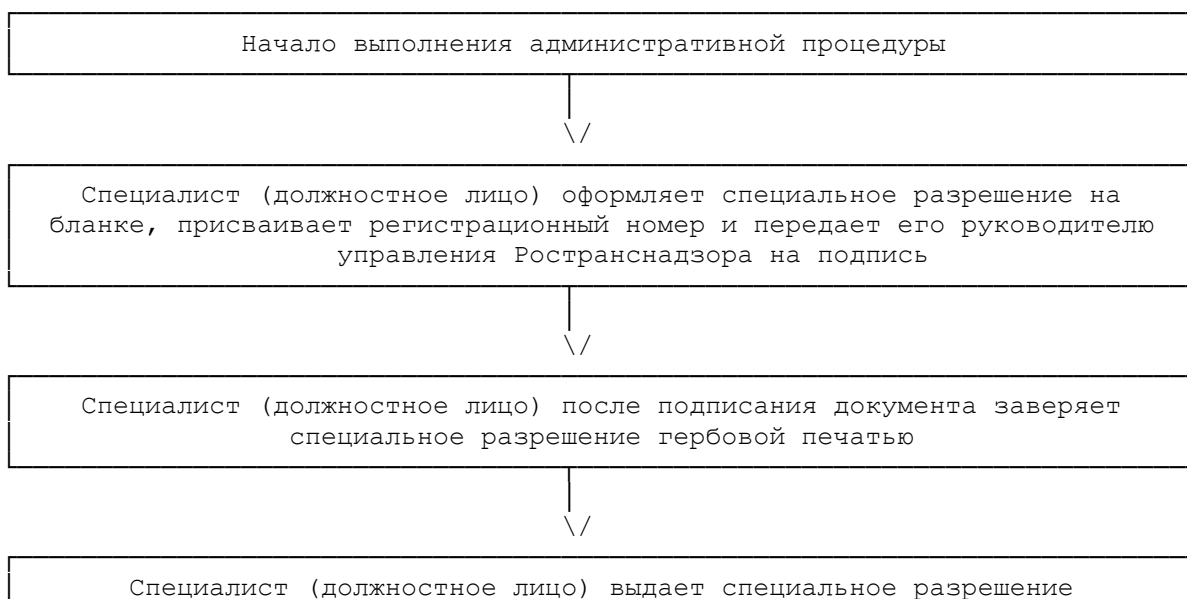 Начало выполнения административной процедуры
\/
Специалист (должностное лицо) оформляет специальное разрешение на
бланке, присваивает регистрационный номер и передает его руководителю
управления Ространснадзора на подпись
\/
Специалист (должностное лицо) после подписания документа заверяет
специальное разрешение гербовой печатью
\/
Специалист (должностное лицо) выдает специальное разрешение